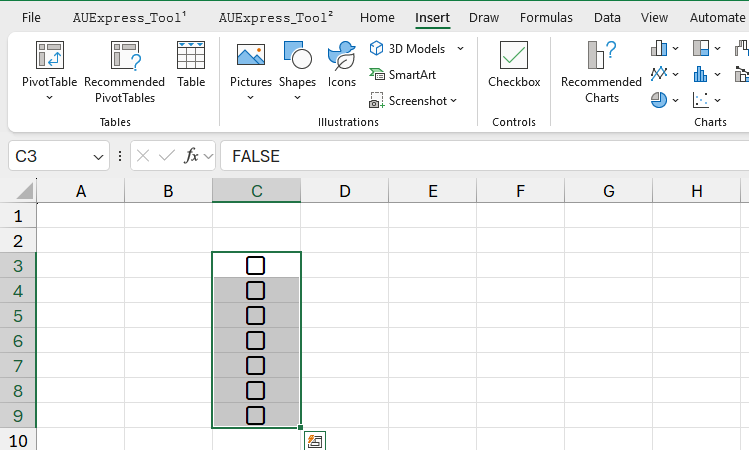 File AUExpress_Tool¹ AUExpress_Tool² Home Insert Draw Formulas Data View Automate
PivotTable Recommended PivotTables Table
Tables
Pictures Shapes Icons 3D Models SmartArt Screenshot
Illustrations
Checkbox
Controls
Recommended Charts
Charts
C3 fx FALSE
A B C D E F G H
1
2
3
4
5
6
7
8
9
10